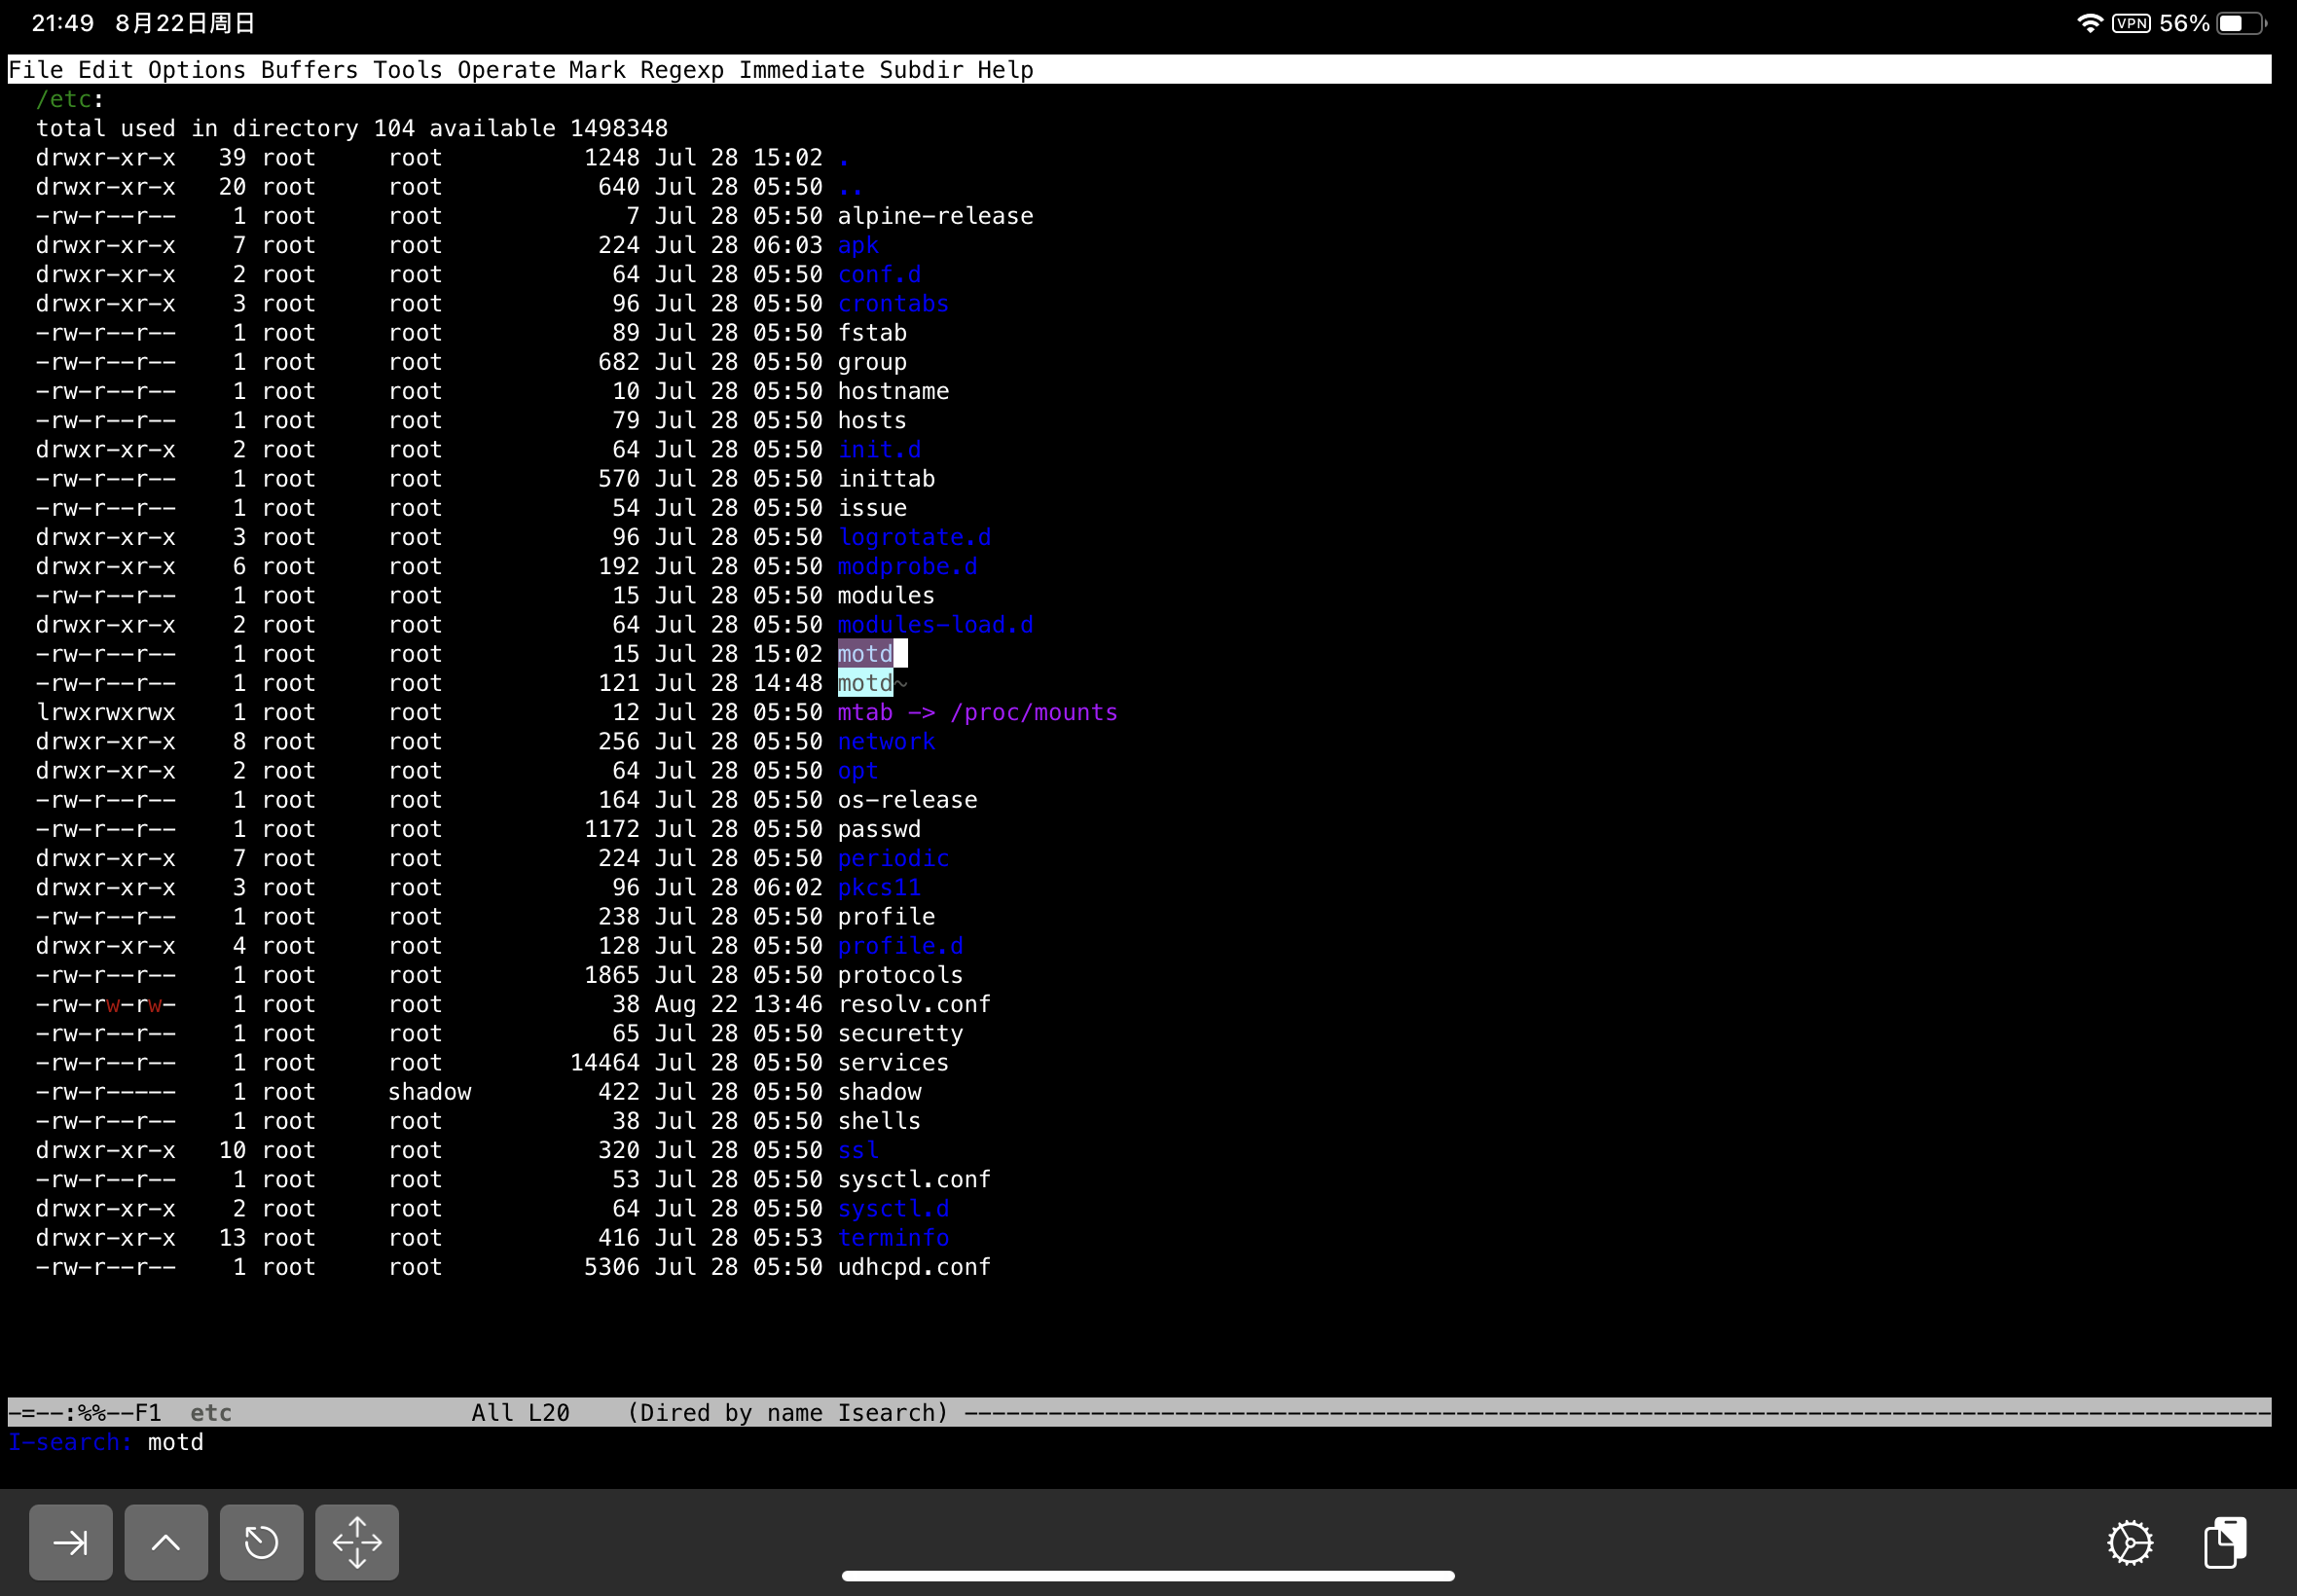 21:49 8月22日周日 VPN 56%
File Edit Options Buffers Tools Operate Mark Regexp Immediate Subdir Help
/etc:
total used in directory 104 available 1498348
drwxr-xr-x 39 root root 1248 Jul 28 15:02 .
drwxr-xr-x 20 root root 640 Jul 28 05:50 ..
-rw-r--r-- 1 root root 7 Jul 28 05:50 alpine-release
drwxr-xr-x 7 root root 224 Jul 28 06:03 apk
drwxr-xr-x 2 root root 64 Jul 28 05:50 conf.d
drwxr-xr-x 3 root root 96 Jul 28 05:50 crontabs
-rw-r--r-- 1 root root 89 Jul 28 05:50 fstab
-rw-r--r-- 1 root root 682 Jul 28 05:50 group
-rw-r--r-- 1 root root 10 Jul 28 05:50 hostname
-rw-r--r-- 1 root root 79 Jul 28 05:50 hosts
drwxr-xr-x 2 root root 64 Jul 28 05:50 init.d
-rw-r--r-- 1 root root 570 Jul 28 05:50 inittab
-rw-r--r-- 1 root root 54 Jul 28 05:50 issue
drwxr-xr-x 3 root root 96 Jul 28 05:50 logrotate.d
drwxr-xr-x 6 root root 192 Jul 28 05:50 modprobe.d
-rw-r--r-- 1 root root 15 Jul 28 05:50 modules
drwxr-xr-x 2 root root 64 Jul 28 05:50 modules-load.d
-rw-r--r-- 1 root root 15 Jul 28 15:02 motd
-rw-r--r-- 1 root root 121 Jul 28 14:48 motd~
lrwxrwxrwx 1 root root 12 Jul 28 05:50 mtab -> /proc/mounts
drwxr-xr-x 8 root root 256 Jul 28 05:50 network
drwxr-xr-x 2 root root 64 Jul 28 05:50 opt
-rw-r--r-- 1 root root 164 Jul 28 05:50 os-release
-rw-r--r-- 1 root root 1172 Jul 28 05:50 passwd
drwxr-xr-x 7 root root 224 Jul 28 05:50 periodic
drwxr-xr-x 3 root root 96 Jul 28 06:02 pkcs11
-rw-r--r-- 1 root root 238 Jul 28 05:50 profile
drwxr-xr-x 4 root root 128 Jul 28 05:50 profile.d
-rw-r--r-- 1 root root 1865 Jul 28 05:50 protocols
-rw-rw-rw- 1 root root 38 Aug 22 13:46 resolv.conf
-rw-r--r-- 1 root root 65 Jul 28 05:50 securetty
-rw-r--r-- 1 root root 14464 Jul 28 05:50 services
-rw-r----- 1 root shadow 422 Jul 28 05:50 shadow
-rw-r--r-- 1 root root 38 Jul 28 05:50 shells
drwxr-xr-x 10 root root 320 Jul 28 05:50 ssl
-rw-r--r-- 1 root root 53 Jul 28 05:50 sysctl.conf
drwxr-xr-x 2 root root 64 Jul 28 05:50 sysctl.d
drwxr-xr-x 13 root root 416 Jul 28 05:53 terminfo
-rw-r--r-- 1 root root 5306 Jul 28 05:50 udhcpd.conf
-=--:%%--F1 etc All L20 (Dired by name Isearch) ---------------------------------------------------------------------------------------------
I-search: motd